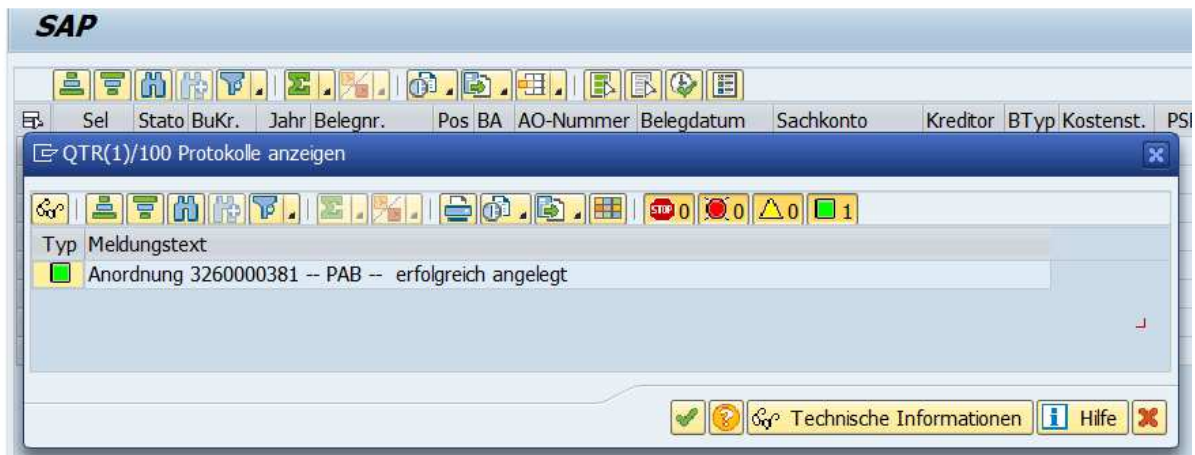 SAP
Sel Stato BuKr. Jahr Belegnr. Pos BA AO-Nummer Belegdatum Sachkonto Kreditor BTyp Kostenst.
QTR(1)/100 Protokolle anzeigen
STOP 0 0 0 1
Typ Meldungstext
Anordnung 3260000381 -- PAB -- erfolgreich angelegt
Technische Informationen i Hilfe